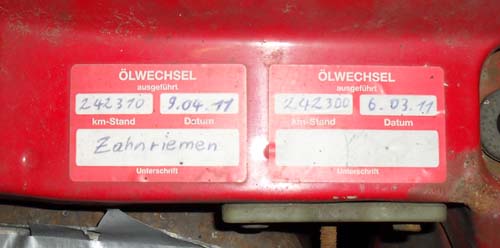 ÖLWECHSEL
ausgeführt
242310 9.04.11
km-Stand Datum
Zahnriemen
Unterschrift
ÖLWECHSEL
ausgeführt
242300 6.03.11
km-Stand Datum
Unterschrift